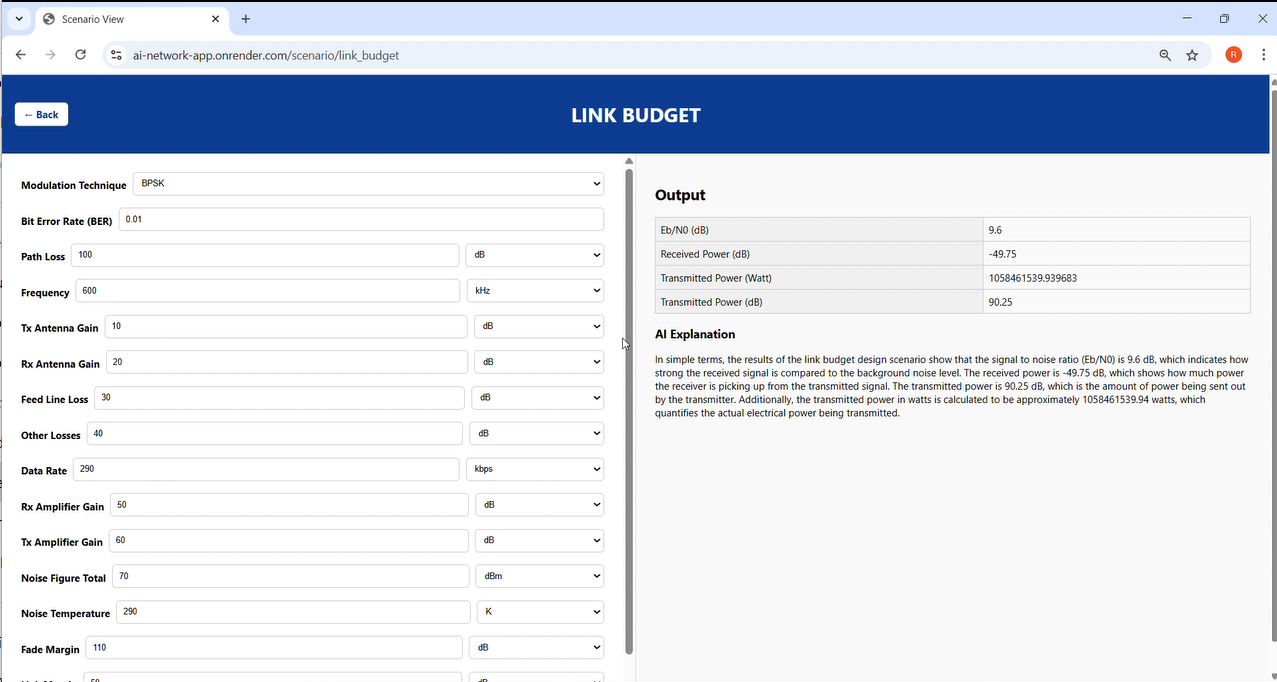 Scenario View
ai-network-app.onrender.com/scenario/link_budget
R
← Back
LINK BUDGET
Modulation Technique BPSK
Bit Error Rate (BER) 0.01
Path Loss 100 dB
Frequency 600 kHz
Tx Antenna Gain 10 dB
Rx Antenna Gain 20 dB
Feed Line Loss 30 dB
Other Losses 40 dB
Data Rate 290 kbps
Rx Amplifier Gain 50 dB
Tx Amplifier Gain 60 dB
Noise Figure Total 70 dBm
Noise Temperature 290 K
Fade Margin 110 dB
Output
Eb/N0 (dB) 9.6
Received Power (dB) -49.75
Transmitted Power (Watt) 1058461539.939683
Transmitted Power (dB) 90.25
AI Explanation
In simple terms, the results of the link budget design scenario show that the signal to noise ratio (Eb/N0) is 9.6 dB, which indicates how
strong the received signal is compared to the background noise level. The received power is -49.75 dB, which shows how much power
the receiver is picking up from the transmitted signal. The transmitted power is 90.25 dB, which is the amount of power being sent out
by the transmitter. Additionally, the transmitted power in watts is calculated to be approximately 1058461539.94 watts, which
quantifies the actual electrical power being transmitted.